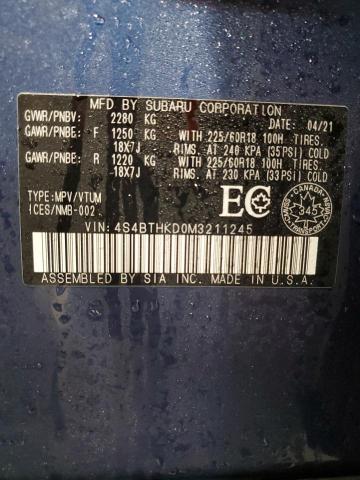 MFD BY SUBARU CORPORATION
GVWR/PNBV: 2280 KG DATE: 04/21
GAWR/PNBE: F 1250 KG WITH 225/60R18 100H TIRES.
18X7J RIMS. AT 240 KPA (35PSI) COLD
GAWR/PNBE: R 1220 KG WITH 225/60R18 100H TIRES.
18X7J RIMS. AT 230 KPA (33PSI) COLD
TYPE: MPV/VTUM
ICES/NMB-002
EC
CANADA
345
TRANSPORT
VIN: 4S4BTHKD0M3211245
ASSEMBLED BY SIA INC. MADE IN U.S.A.